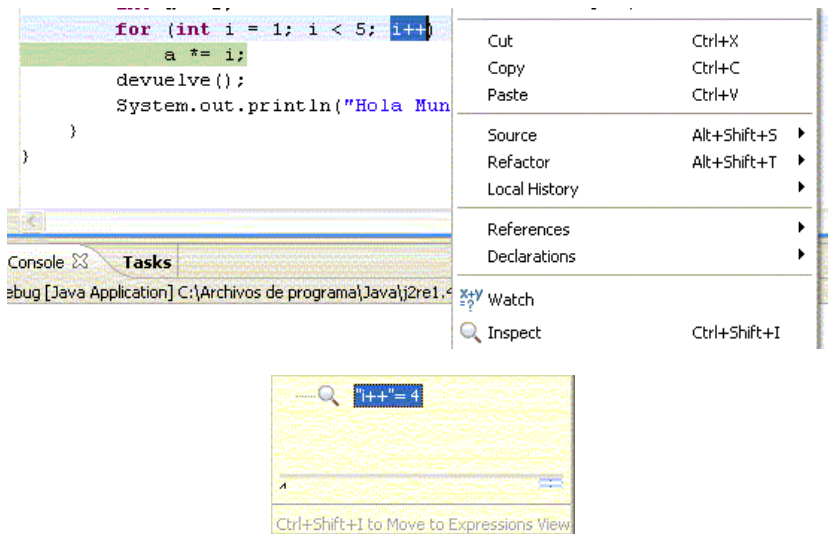 for (int i = 1; i < 5; i++)
a *= i;
devuelve();
System.out.println("Hola Mun
}
}
Cut Ctrl+X
Copy Ctrl+C
Paste Ctrl+V
Source Alt+Shift+S
Refactor Alt+Shift+T
Local History
References
Declarations
Watch
Inspect Ctrl+Shift+I
Console Tasks
ebug [Java Application] C:\Archivos de programa\Java\j2re1.4
"i++"= 4
Ctrl+Shift+I to Move to Expressions View